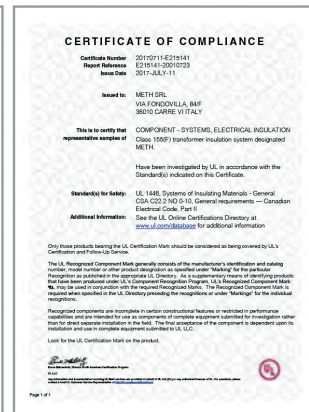 CERTIFICATE OF COMPLIANCE
Certificate Number 20170711-E215141
Report Reference E215141-20010723
Issue Date 2017-JULY-11
Issued to: METH SRL
VIA FONDOVILLA, 84/F
36010 CARRE VI ITALY
This is to certify that COMPONENT - SYSTEMS, ELECTRICAL INSULATION
representative samples of Class 155(F) transformer insulation system designated
METH.
Have been investigated by UL in accordance with the
Standard(s) indicated on this Certificate.
Standard(s) for Safety: UL 1446, Systems of Insulating Materials - General
CSA C22.2 NO 0-10, General requirements — Canadian
Electrical Code, Part II
Additional Information: See the UL Online Certifications Directory at
www.ul.com/database for additional information
Only those products bearing the UL Certification Mark should be considered as being covered by UL's
Certification and Follow-Up Service.
The UL Recognized Component Mark generally consists of the manufacturer's identification and catalog
number, model number or other product designation as specified under "Marking" for the particular
Recognition as published in the appropriate UL Directory. As a supplementary means of identifying products
that have been produced under UL's Component Recognition Program, UL's Recognized Component Mark:
may be used in conjunction with the required Recognized Marks. The Recognized Component Mark is
required when specified in the UL Directory preceding the recognitions or under "Markings" for the individual
recognitions.
Recognized components are incomplete in certain constructional features or restricted in performance
capabilities and are intended for use as components of complete equipment submitted for investigation rather
than for direct separate installation in the field. The final acceptance of the component is dependent upon its
installation and use in complete equipment submitted to UL LLC.
Look for the UL Certification Mark on the product.
UL
Page 1 of 1